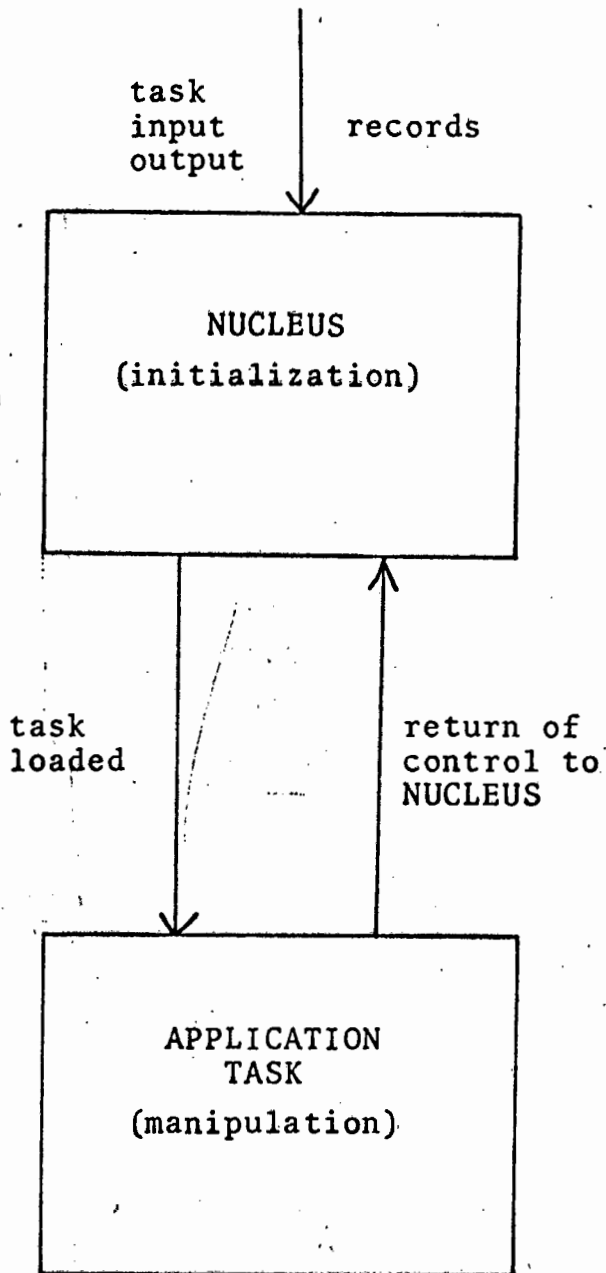 task
input
output
records
NUCLEUS
(initialization)
task
loaded
return of
control to
NUCLEUS
APPLICATION
TASK
(manipulation)